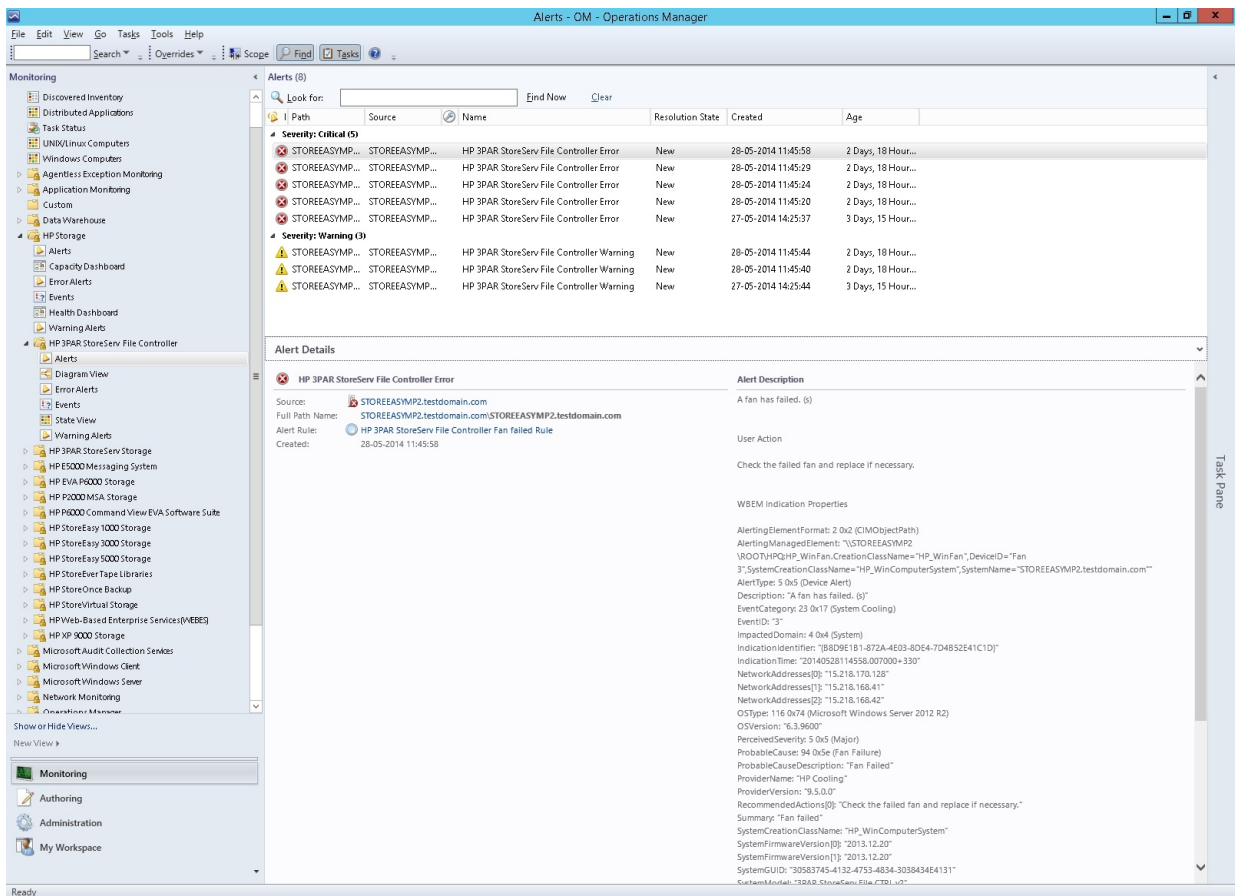 Alerts - OM - Operations Manager
File Edit View Go Tasks Tools Help
Search Overrides Scope Find Tasks
Monitoring
Discovered Inventory
Distributed Applications
Task Status
UNIX/Linux Computers
Windows Computers
Agentless Exception Monitoring
Application Monitoring
Custom
Data Warehouse
HP Storage
Alerts
Capacity Dashboard
Error Alerts
Events
Health Dashboard
Warning Alerts
HP 3PAR StoreServ File Controller
Alerts
Diagram View
Error Alerts
Events
State View
Warning Alerts
HP 3PAR StoreServ Storage
HP E5000 Messaging System
HP EVA P6000 Storage
HP P2000 MSA Storage
HP P6000 Command View EVA Software Suite
HP StoreEasy 1000 Storage
HP StoreEasy 3000 Storage
HP StoreEasy 5000 Storage
HP StoreEver Tape Libraries
HP StoreOnce Backup
HP StoreVirtual Storage
HP Web-Based Enterprise Services(WEBES)
HP XP 9000 Storage
Microsoft Audit Collection Services
Microsoft Windows Client
Microsoft Windows Server
Network Monitoring
Operations Manager
Show or Hide Views...
New View
Monitoring
Authoring
Administration
My Workspace
Ready
Alerts (8)
Look for: Find Now Clear
I Path Source Name Resolution State Created Age
Severity: Critical (5)
STOREEASYMP... STOREEASYMP... HP 3PAR StoreServ File Controller Error New 28-05-2014 11:45:58 2 Days, 18 Hour...
STOREEASYMP... STOREEASYMP... HP 3PAR StoreServ File Controller Error New 28-05-2014 11:45:29 2 Days, 18 Hour...
STOREEASYMP... STOREEASYMP... HP 3PAR StoreServ File Controller Error New 28-05-2014 11:45:24 2 Days, 18 Hour...
STOREEASYMP... STOREEASYMP... HP 3PAR StoreServ File Controller Error New 28-05-2014 11:45:20 2 Days, 18 Hour...
STOREEASYMP... STOREEASYMP... HP 3PAR StoreServ File Controller Error New 27-05-2014 14:25:37 3 Days, 15 Hour...
Severity: Warning (3)
STOREEASYMP... STOREEASYMP... HP 3PAR StoreServ File Controller Warning New 28-05-2014 11:45:44 2 Days, 18 Hour...
STOREEASYMP... STOREEASYMP... HP 3PAR StoreServ File Controller Warning New 28-05-2014 11:45:40 2 Days, 18 Hour...
STOREEASYMP... STOREEASYMP... HP 3PAR StoreServ File Controller Warning New 27-05-2014 14:25:44 3 Days, 15 Hour...
Alert Details
HP 3PAR StoreServ File Controller Error
Source: STOREEASYMP2.testdomain.com
Full Path Name: STOREEASYMP2.testdomain.com\STOREEASYMP2.testdomain.com
Alert Rule: HP 3PAR StoreServ File Controller Fan failed Rule
Created: 28-05-2014 11:45:58
Alert Description
A fan has failed. (s)
User Action
Check the failed fan and replace if necessary.
WBEM Indication Properties
AlertingElementFormat: 2 0x2 (CIMObjectPath)
AlertingManagedElement: "\\STOREEASYMP2
\ROOT\HPQ:HP_WinFan.CreationClassName="HP_WinFan",DeviceID="Fan
3",SystemCreationClassName="HP_WinComputerSystem",SystemName="STOREEASYMP2.testdomain.com""
AlertType: 5 0x5 (Device Alert)
Description: "A fan has failed. (s)"
EventCategory: 23 0x17 (System Cooling)
EventID: "3"
ImpactedDomain: 4 0x4 (System)
IndicationIdentifier: "{B8D9E1B1-872A-4E03-8DE4-7D4B52E41C1D}"
IndicationTime: "20140528114558.007000+330"
NetworkAddresses[0]: "15.218.170.128"
NetworkAddresses[1]: "15.218.168.41"
NetworkAddresses[2]: "15.218.168.42"
OSType: 116 0x74 (Microsoft Windows Server 2012 R2)
OSVersion: "6.3.9600"
PerceivedSeverity: 5 0x5 (Major)
ProbableCause: 94 0x5e (Fan Failure)
ProbableCauseDescription: "Fan Failed"
ProviderName: "HP Cooling"
ProviderVersion: "9.5.0.0"
RecommendedActions[0]: "Check the failed fan and replace if necessary."
Summary: "Fan failed"
SystemCreationClassName: "HP_WinComputerSystem"
SystemFirmwareVersion[0]: "2013.12.20"
SystemFirmwareVersion[1]: "2013.12.20"
SystemGUID: "30583745-4132-4753-4834-3038434E4131"
SystemModel: "3PAR StoreServ File CTRL v2"
Task Pane